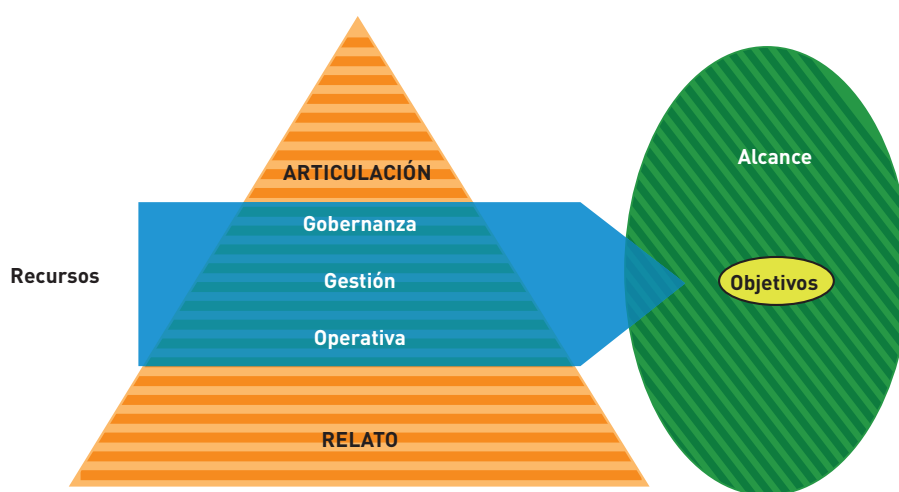 ARTICULACIÓN
Gobernanza
Gestión
Operativa
RELATO
Recursos
Alcance
Objetivos